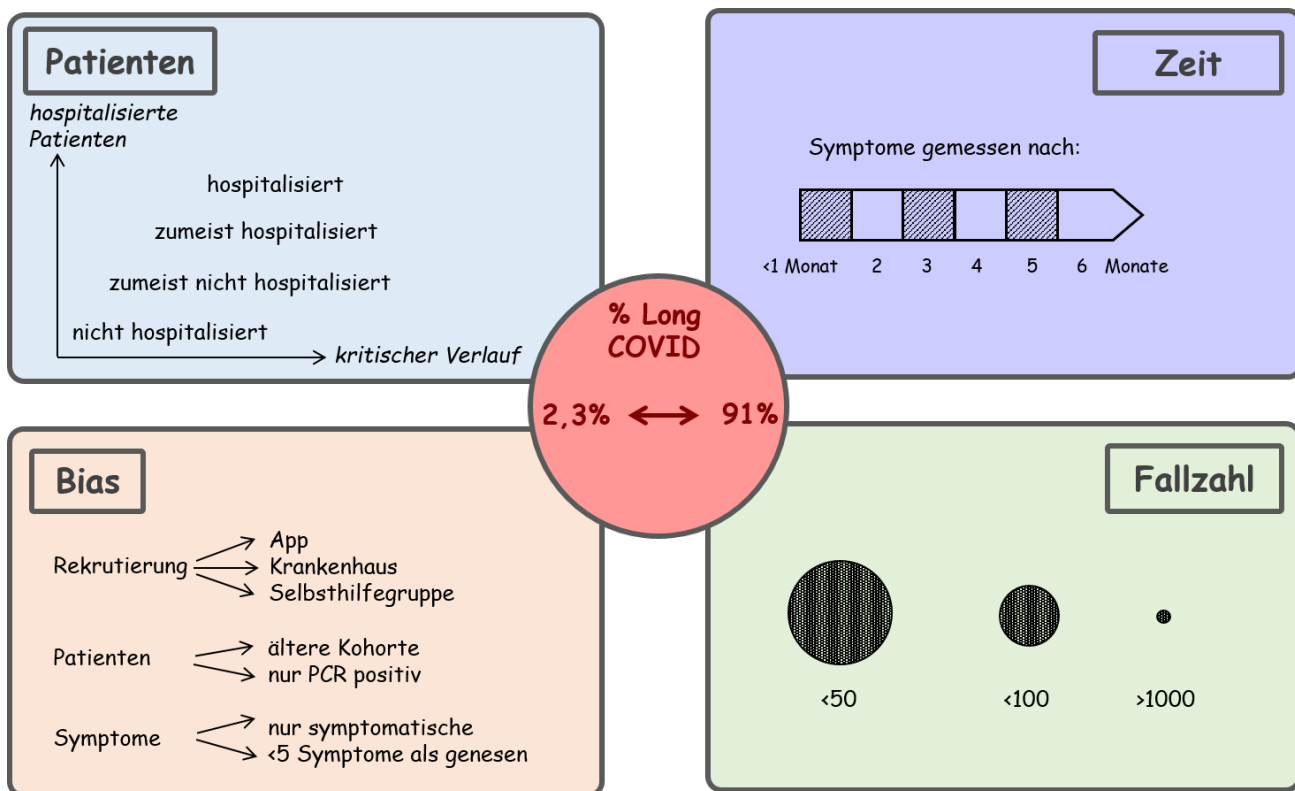 Patienten
hospitalisierte
Patienten
hospitalisiert
zumeist hospitalisiert
zumeist nicht hospitalisiert
nicht hospitalisiert
kritischer Verlauf
Zeit
Symptome gemessen nach:
<1 Monat 2 3 4 5 6 Monate
% Long
COVID
2,3% 91%
Bias
Rekrutierung
App
Krankenhaus
Selbsthilfegruppe
Patienten
ältere Kohorte
nur PCR positiv
Symptome
nur symptomatische
<5 Symptome als genesen
Fallzahl
<50 <100 >1000